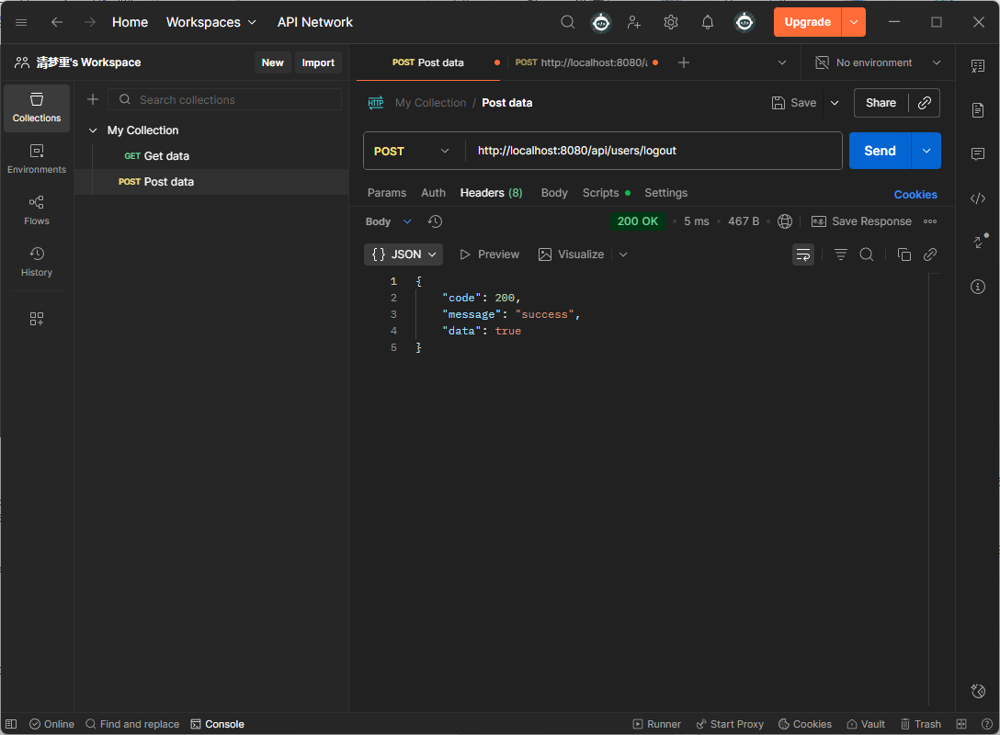 Home Workspaces API Network Upgrade
清梦重's Workspace New Import
POST Post data POST http://localhost:8080/ No environment
Collections
Search collections
My Collection / Post data Save Share
My Collection
GET Get data
POST Post data
Environments
Flows
History
POST http://localhost:8080/api/users/logout Send
Params Auth Headers (8) Body Scripts Settings Cookies
Body 200 OK 5 ms 467 B e.g. Save Response
{} JSON Preview Visualize
1 {
2 "code": 200,
3 "message": "success",
4 "data": true
5 }
Online Find and replace Console Runner Start Proxy Cookies Vault Trash